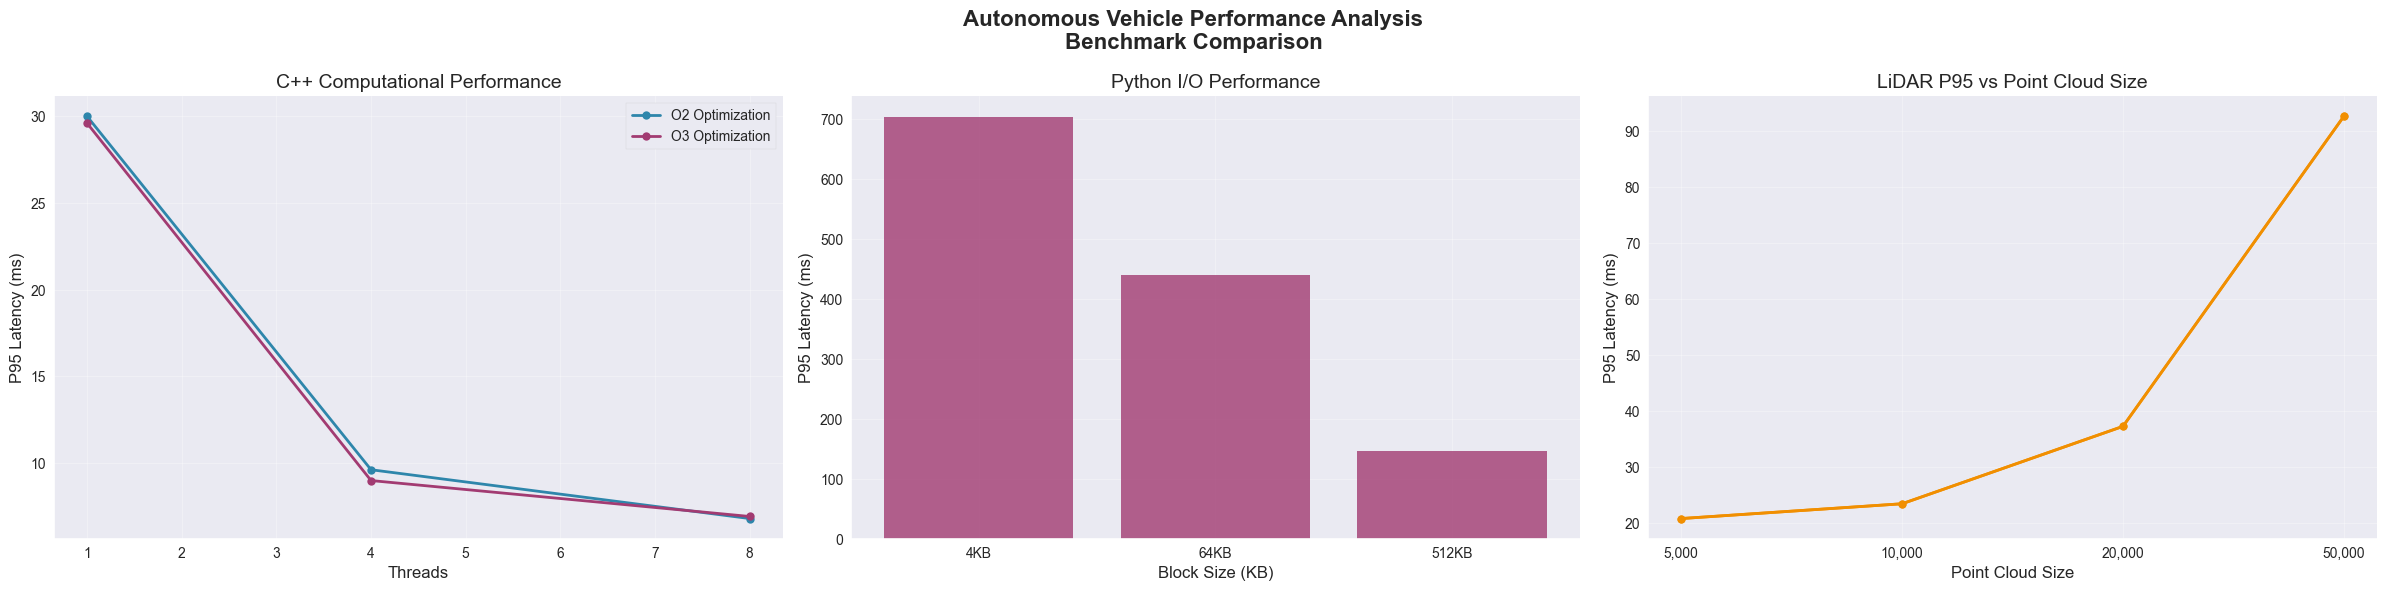 Autonomous Vehicle Performance Analysis
Benchmark Comparison
C++ Computational Performance
P95 Latency (ms)
30
25
20
15
10
O2 Optimization
O3 Optimization
1 2 3 4 5 6 7 8
Threads
Python I/O Performance
P95 Latency (ms)
700
600
500
400
300
200
100
0
4KB 64KB 512KB
Block Size (KB)
LiDAR P95 vs Point Cloud Size
P95 Latency (ms)
90
80
70
60
50
40
30
20
5,000 10,000 20,000 50,000
Point Cloud Size